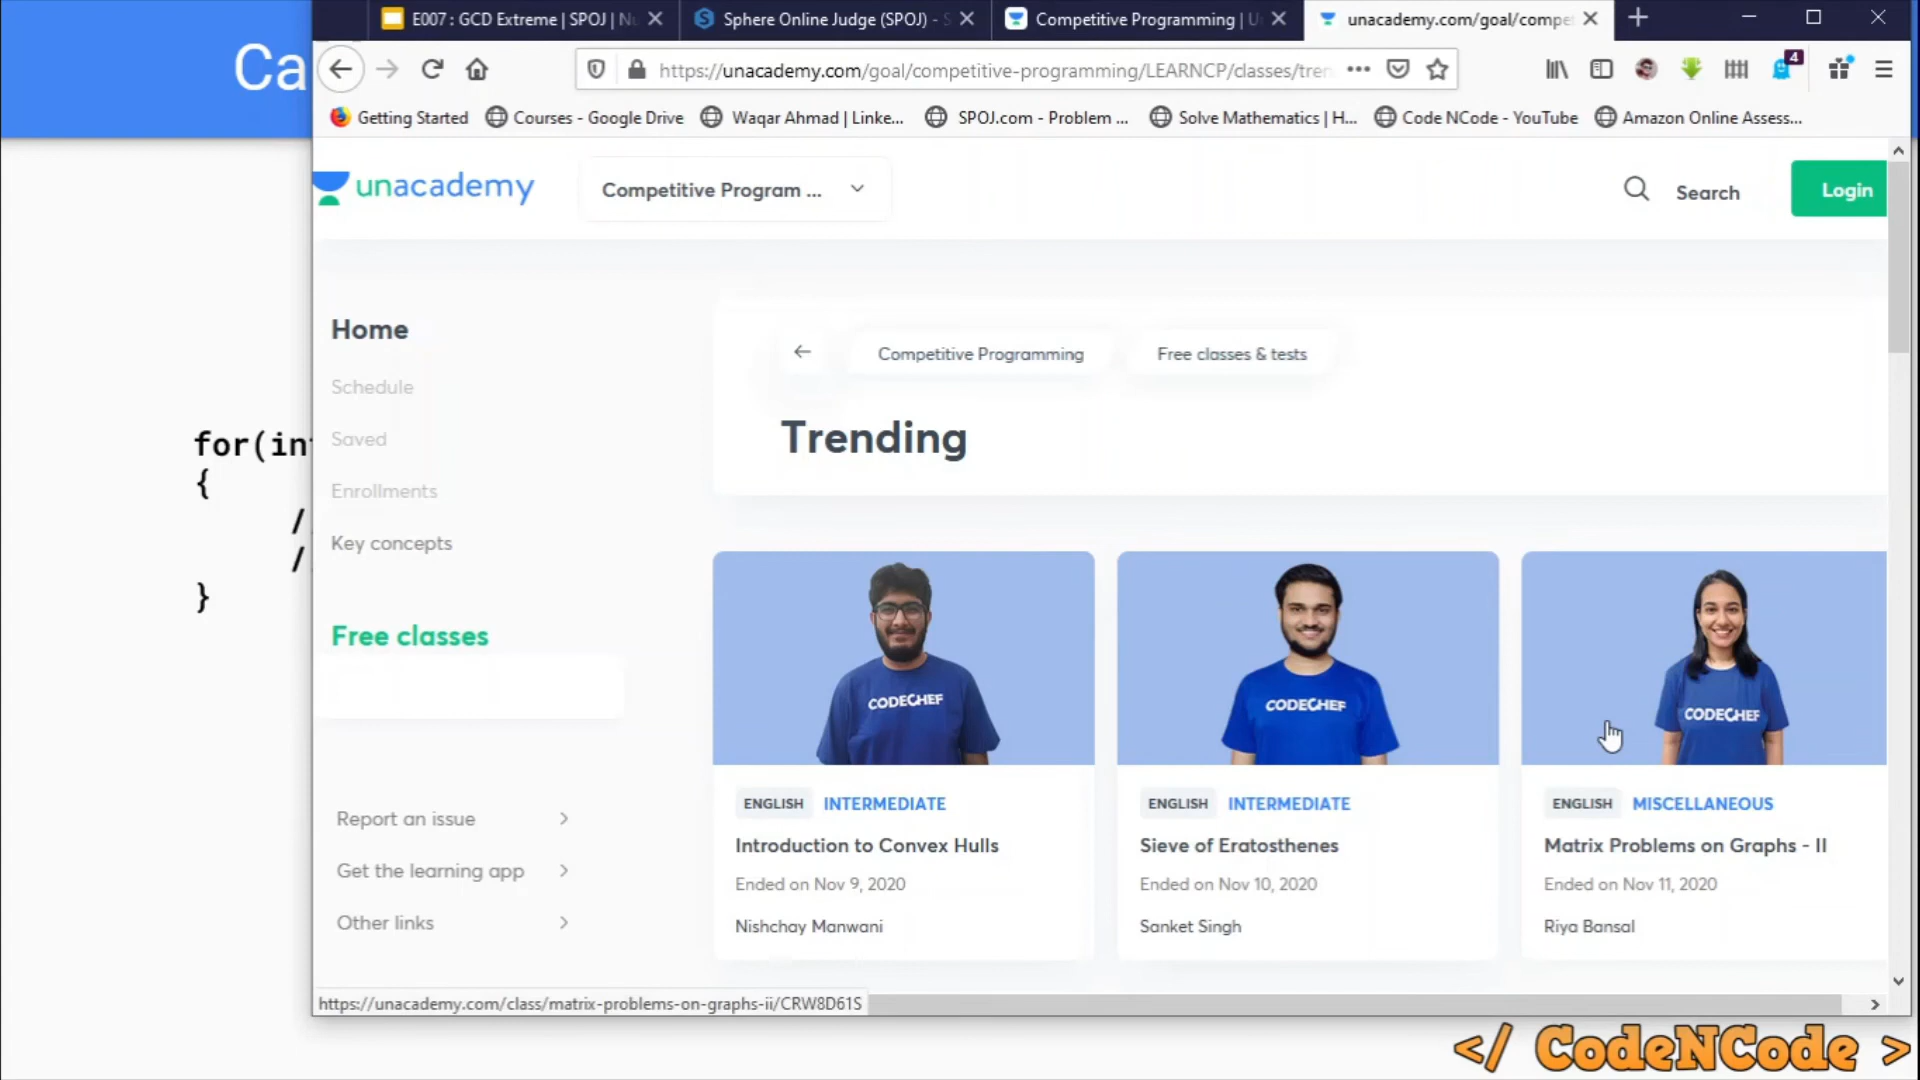 Ca
E007 : GCD Extreme | SPOJ | Nu
Sphere Online Judge (SPOJ) - S
Competitive Programming | U
unacademy.com/goal/compet
https://unacademy.com/goal/competitive-programming/LEARNCP/classes/tren
4
Getting Started
Courses - Google Drive
Waqar Ahmad | Linke...
SPOJ.com - Problem ...
Solve Mathematics | H...
Code NCode - YouTube
Amazon Online Assess...
unacademy
Competitive Program ...
Search
Login
Home
Schedule
Saved
Enrollments
Key concepts
Free classes
Report an issue
Get the learning app
Other links
Competitive Programming
Free classes & tests
Trending
CODECHEF
CODECHEF
CODECHEF
ENGLISH INTERMEDIATE
Introduction to Convex Hulls
Ended on Nov 9, 2020
Nishchay Manwani
ENGLISH INTERMEDIATE
Sieve of Eratosthenes
Ended on Nov 10, 2020
Sanket Singh
ENGLISH MISCELLANEOUS
Matrix Problems on Graphs - II
Ended on Nov 11, 2020
Riya Bansal
for(int
{
/
/
}
https://unacademy.com/class/matrix-problems-on-graphs-ii/CRW8D61S
</ CodeNCode >